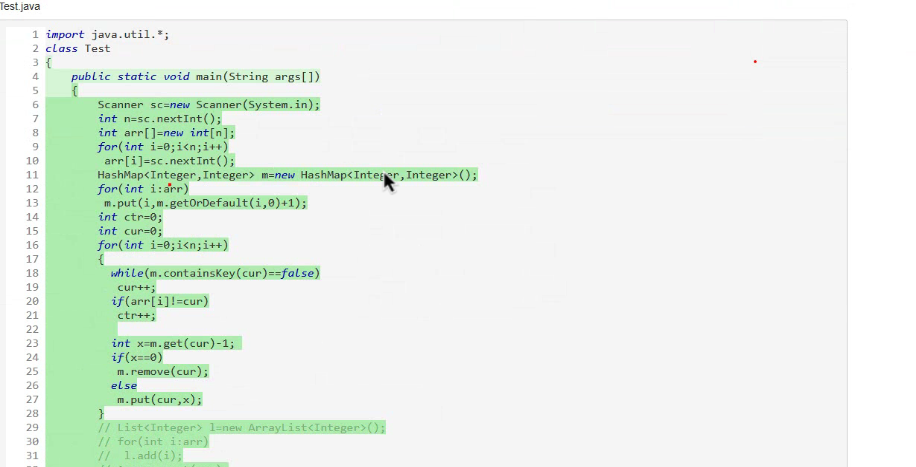 Test.java
1 import java.util.*;
2 class Test
3 {
4 public static void main(String args[])
5 {
6 Scanner sc=new Scanner(System.in);
7 int n=sc.nextInt();
8 int arr[]=new int[n];
9 for(int i=0;i<n;i++)
10 arr[i]=sc.nextInt();
11 HashMap<Integer,Integer> m=new HashMap<Integer,Integer>();
12 for(int i:arr)
13 m.put(i,m.getOrDefault(i,0)+1);
14 int ctr=0;
15 int cur=0;
16 for(int i=0;i<n;i++)
17 {
18 while(m.containsKey(cur)==false)
19 cur++;
20 if(arr[i]!=cur)
21 ctr++;
22
23 int x=m.get(cur)-1;
24 if(x==0)
25 m.remove(cur);
26 else
27 m.put(cur,x);
28 }
29 // List<Integer> l=new ArrayList<Integer>();
30 // for(int i:arr)
31 // l.add(i);